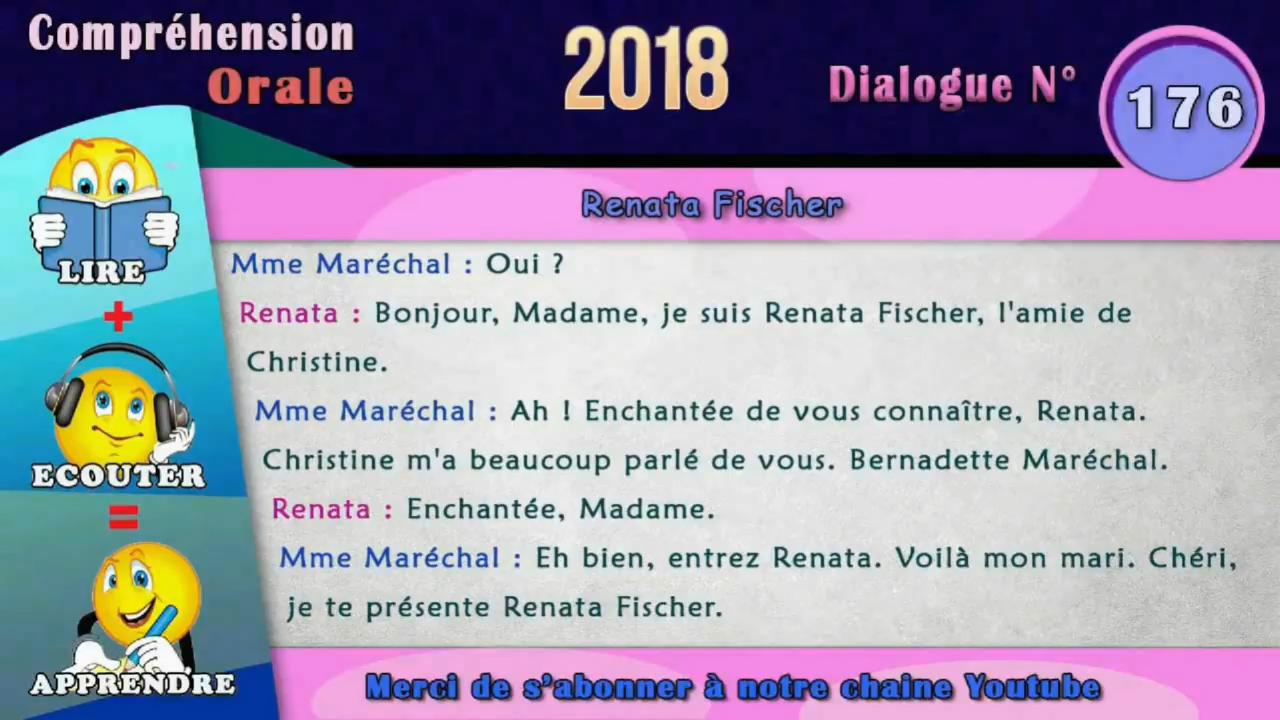 Compréhension
Orale
2018
Dialogue N°
176
LIRE
+
ECOUTER
=
APPRENDRE
Renata Fischer
Mme Maréchal : Oui ?
Renata : Bonjour, Madame, je suis Renata Fischer, l'amie de
Christine.
Mme Maréchal : Ah ! Enchantée de vous connaître, Renata.
Christine m'a beaucoup parlé de vous. Bernadette Maréchal.
Renata : Enchantée, Madame.
Mme Maréchal : Eh bien, entrez Renata. Voilà mon mari. Chéri,
je te présente Renata Fischer.
Merci de s'abonner à notre chaine Youtube